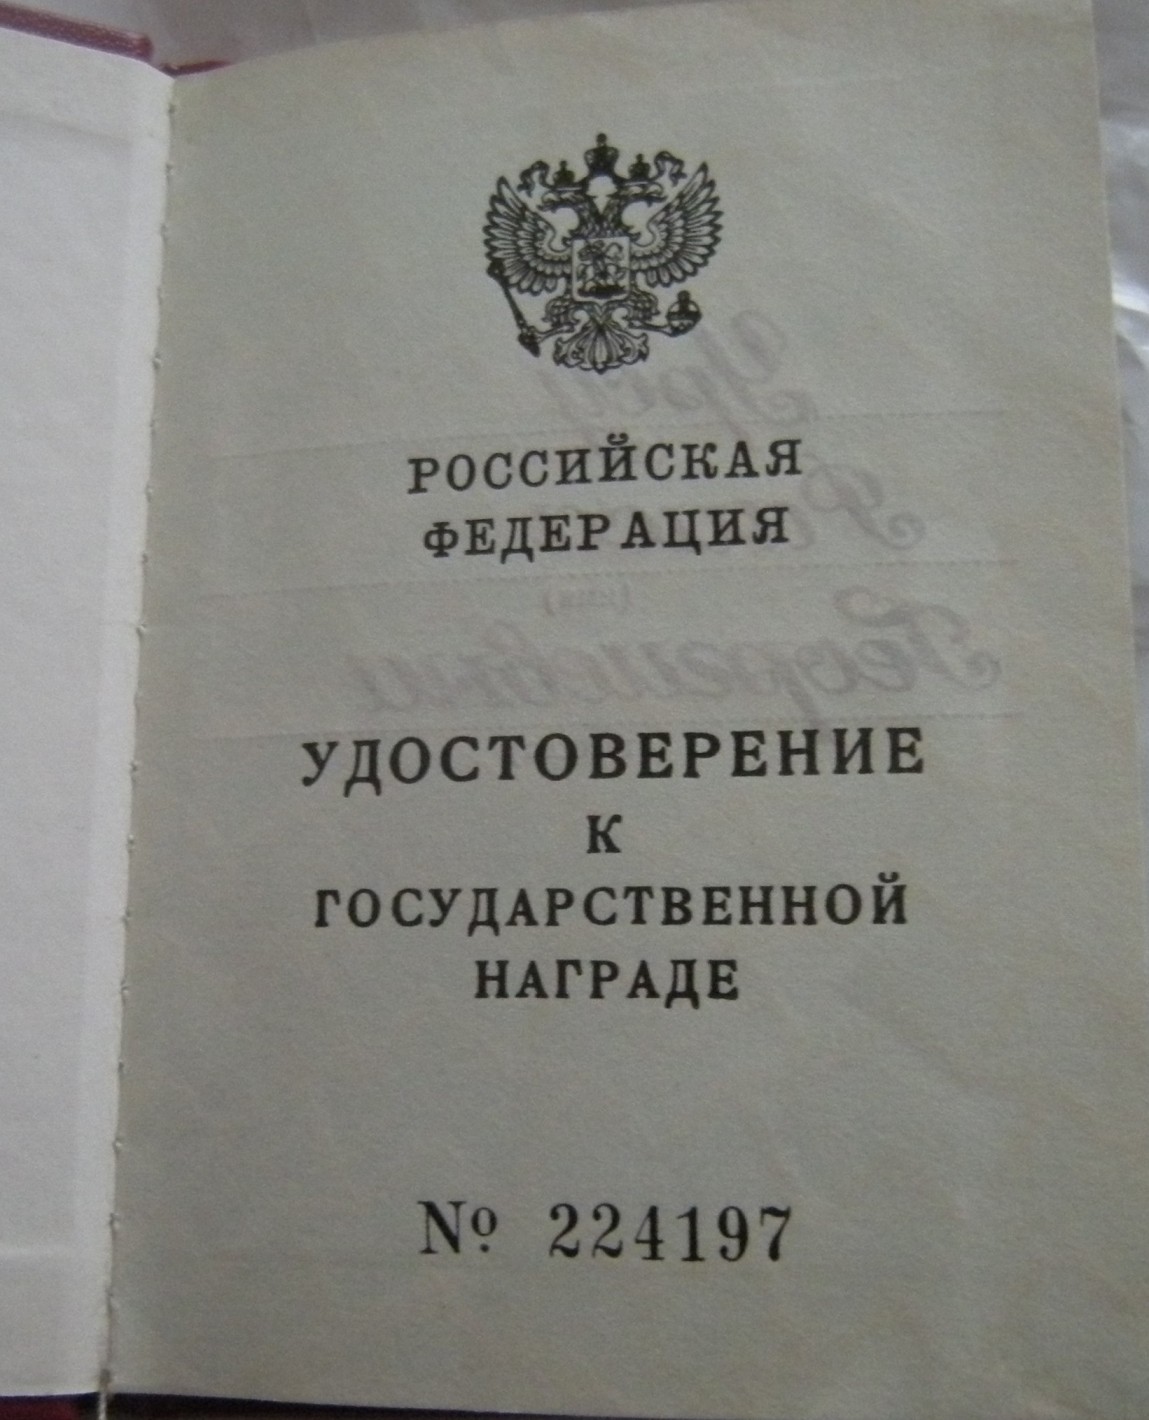 РОССИЙСКАЯ
ФЕДЕРАЦИЯ
УДОСТОВЕРЕНИЕ
К
ГОСУДАРСТВЕННОЙ
НАГРАДЕ
№ 224197